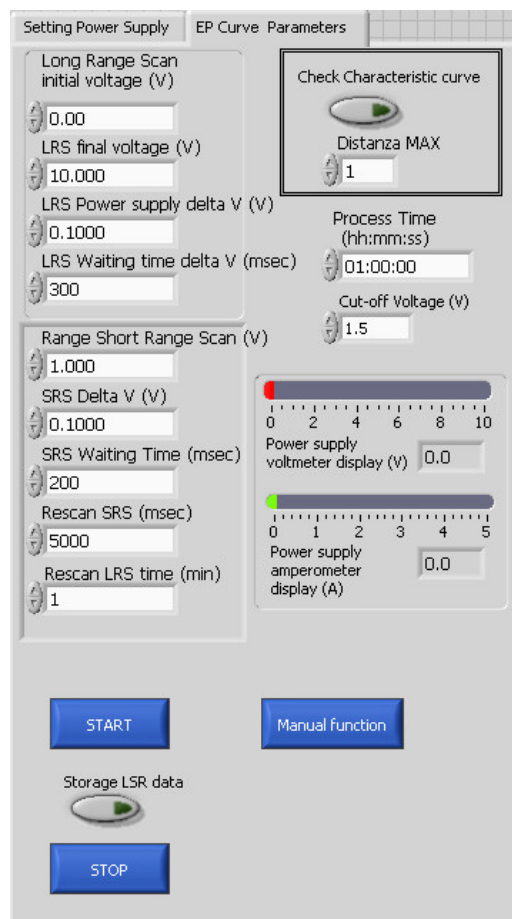 Setting Power Supply
EP Curve Parameters
Long Range Scan
initial voltage (V)
0.00
LRS final voltage (V)
10.000
LRS Power supply delta V (V)
0.1000
LRS Waiting time delta V (msec)
300
Check Characteristic curve
Distanza MAX
1
Process Time
(hh:mm:ss)
01:00:00
Cut-off Voltage (V)
1.5
Range Short Range Scan (V)
1.000
SRS Delta V (V)
0.1000
SRS Waiting Time (msec)
200
Rescan SRS (msec)
5000
Rescan LRS time (min)
1
0 2 4 6 8 10
Power supply
voltmeter display (V)
0.0
0 1 2 3 4 5
Power supply
amperometer
display (A)
0.0
START
Manual function
Storage LSR data
STOP